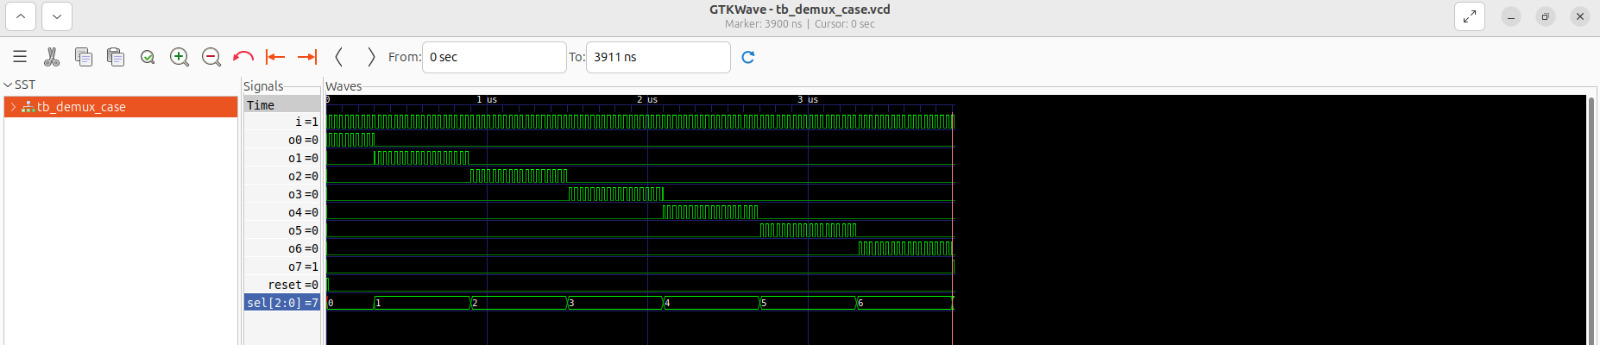 GTKWave - tb_demux_case.vcd
Marker: 3900 ns | Cursor: 0 sec
From: 0 sec To: 3911 ns
SST
tb_demux_case
Signals
Waves
Time
0 1 us 2 us 3 us
i =1
o0 =0
o1 =0
o2 =0
o3 =0
o4 =0
o5 =0
o6 =0
o7 =1
reset =0
sel[2:0] =7 0 1 2 3 4 5 6